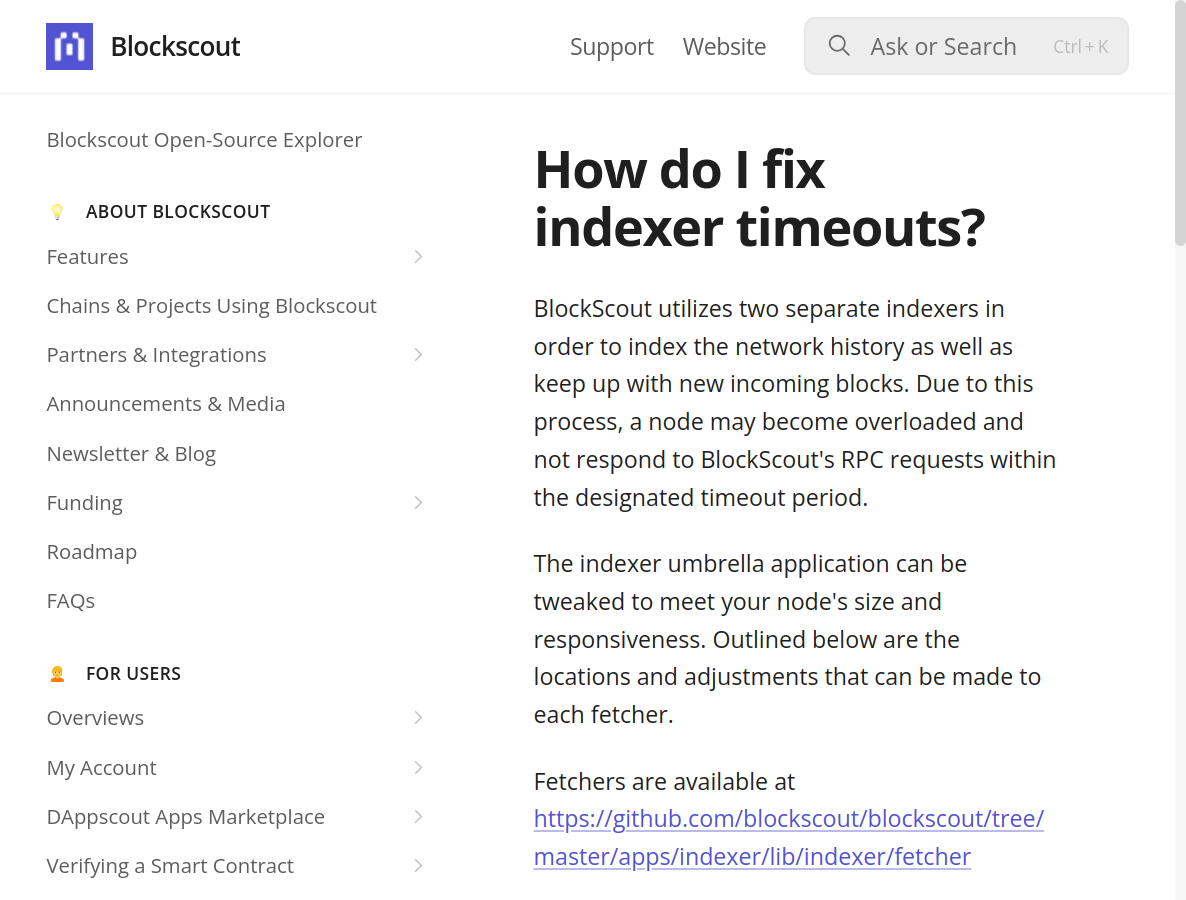 Blockscout
Support
Website
Ask or Search
Ctrl + K
Blockscout Open-Source Explorer
ABOUT BLOCKSCOUT
Features
Chains & Projects Using Blockscout
Partners & Integrations
Announcements & Media
Newsletter & Blog
Funding
Roadmap
FAQs
FOR USERS
Overviews
My Account
DAppscout Apps Marketplace
Verifying a Smart Contract
How do I fix
indexer timeouts?
BlockScout utilizes two separate indexers in
order to index the network history as well as
keep up with new incoming blocks. Due to this
process, a node may become overloaded and
not respond to BlockScout's RPC requests within
the designated timeout period.
The indexer umbrella application can be
tweaked to meet your node's size and
responsiveness. Outlined below are the
locations and adjustments that can be made to
each fetcher.
Fetchers are available at
https://github.com/blockscout/blockscout/tree/
master/apps/indexer/lib/indexer/fetcher